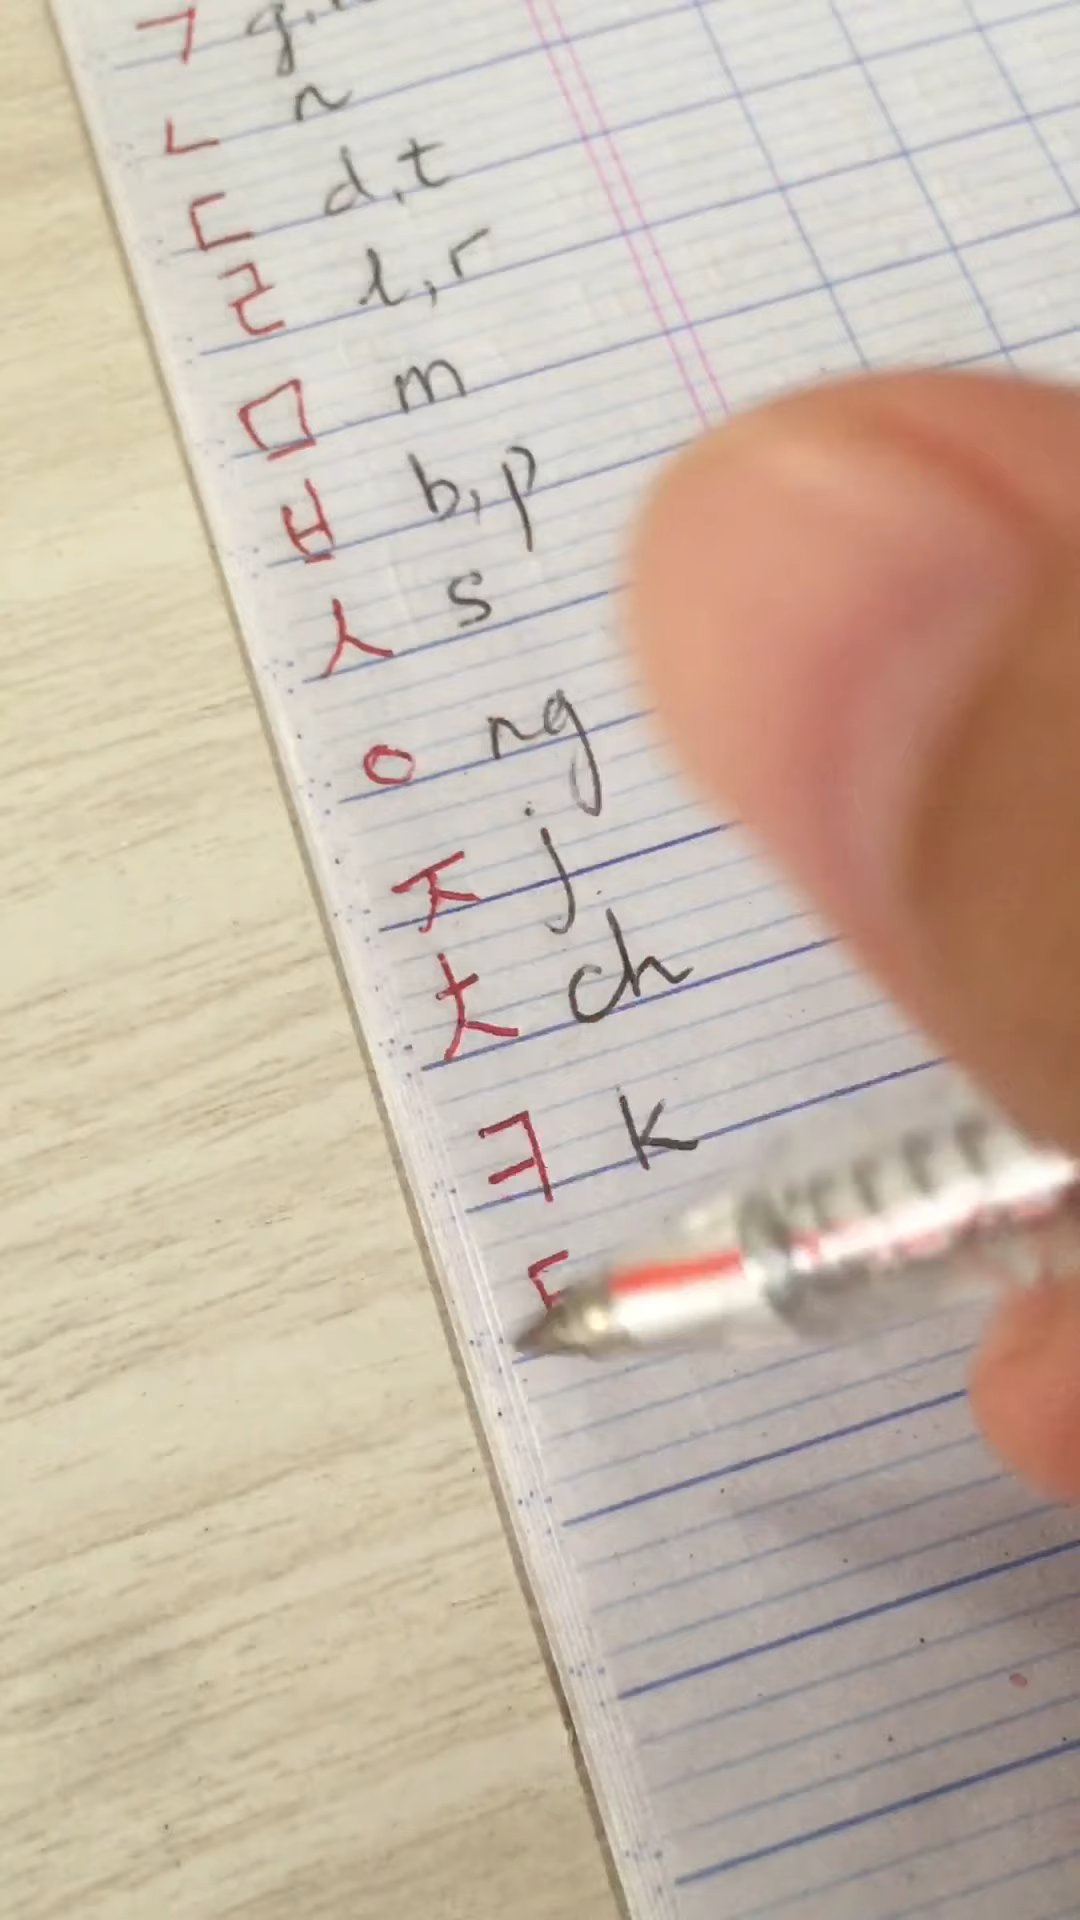 ㄱ g,
ㄴ n
ㄷ d,t
ㄹ l,r
ㅁ m
ㅂ b,p
ㅅ s
ㅇ ng
ㅈ j
ㅊ ch
ㅋ k